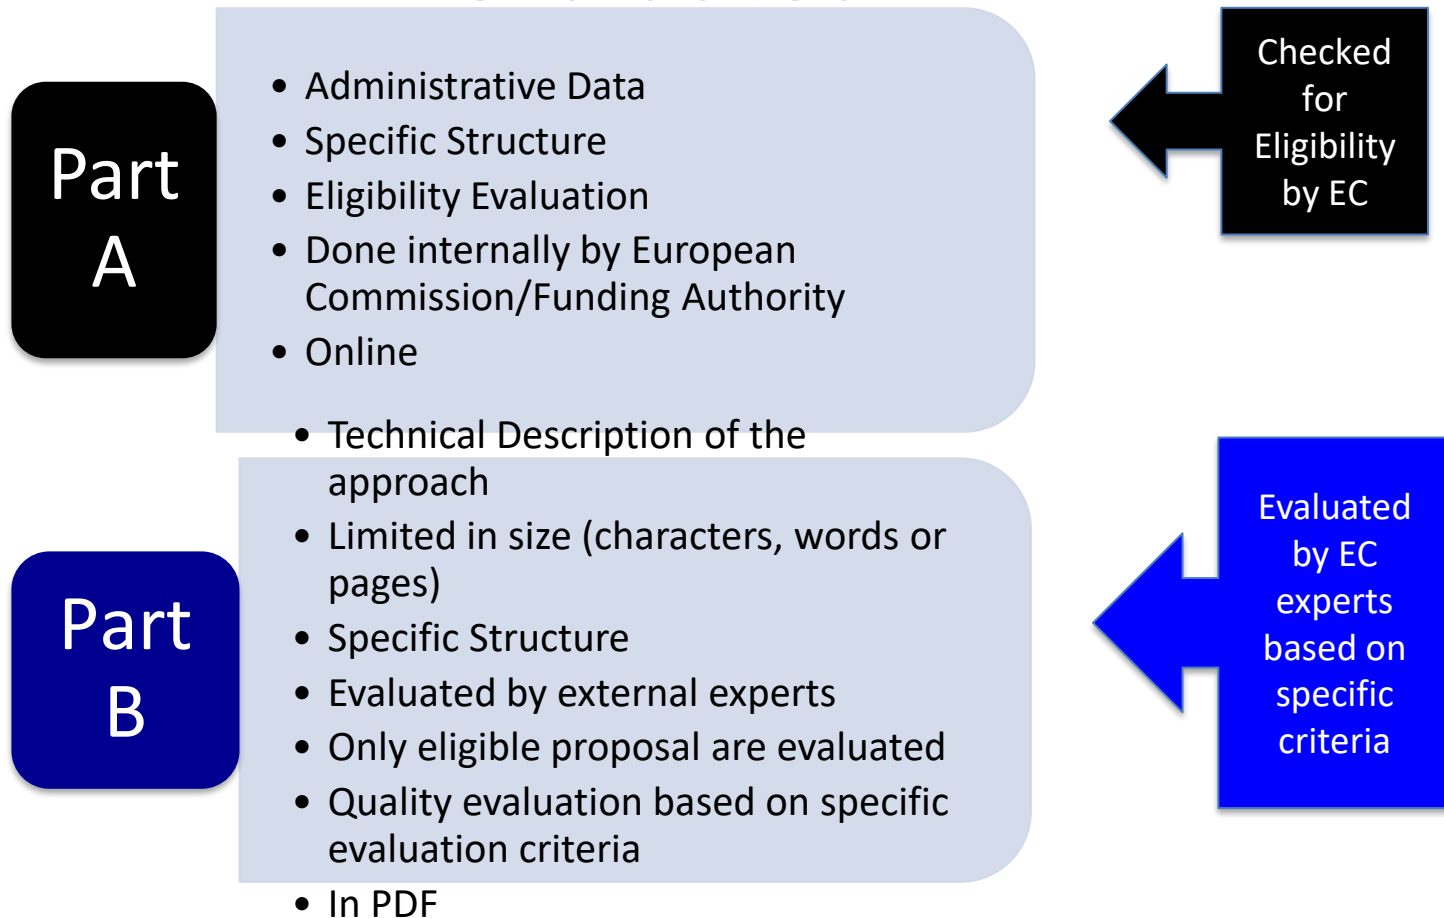 Part
A
• Administrative Data
• Specific Structure
• Eligibility Evaluation
• Done internally by European
Commission/Funding Authority
• Online
Checked
for
Eligibility
by EC
Part
B
• Technical Description of the
approach
• Limited in size (characters, words or
pages)
• Specific Structure
• Evaluated by external experts
• Only eligible proposal are evaluated
• Quality evaluation based on specific
evaluation criteria
• In PDF
Evaluated
by EC
experts
based on
specific
criteria